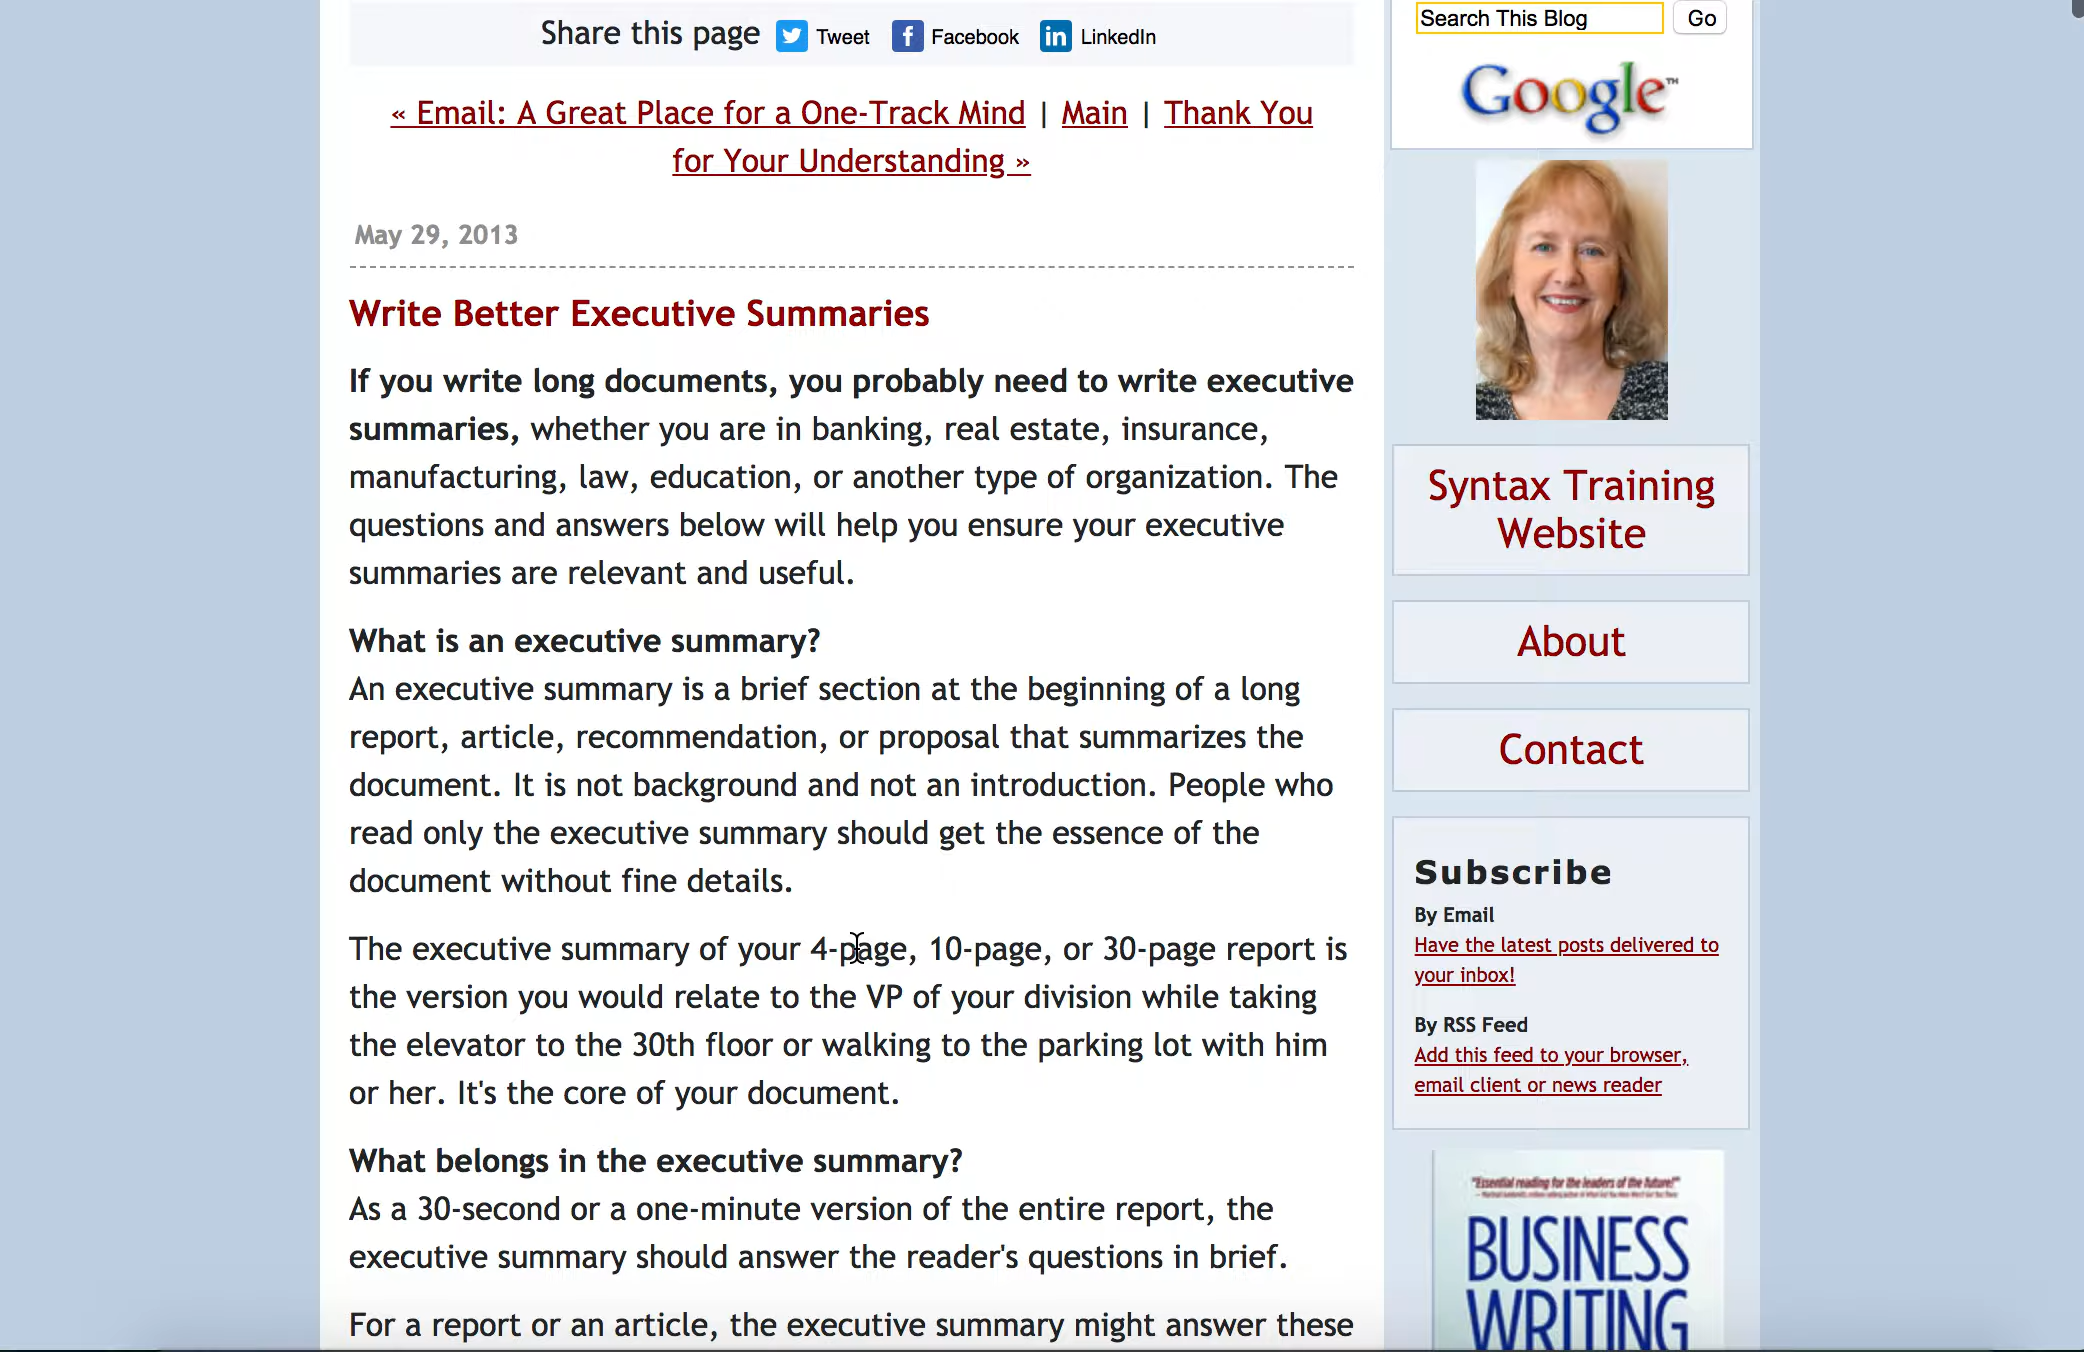 Share this page Tweet Facebook LinkedIn
« Email: A Great Place for a One-Track Mind | Main | Thank You
for Your Understanding »
May 29, 2013
Write Better Executive Summaries
If you write long documents, you probably need to write executive
summaries, whether you are in banking, real estate, insurance,
manufacturing, law, education, or another type of organization. The
questions and answers below will help you ensure your executive
summaries are relevant and useful.
What is an executive summary?
An executive summary is a brief section at the beginning of a long
report, article, recommendation, or proposal that summarizes the
document. It is not background and not an introduction. People who
read only the executive summary should get the essence of the
document without fine details.
The executive summary of your 4-page, 10-page, or 30-page report is
the version you would relate to the VP of your division while taking
the elevator to the 30th floor or walking to the parking lot with him
or her. It's the core of your document.
What belongs in the executive summary?
As a 30-second or a one-minute version of the entire report, the
executive summary should answer the reader's questions in brief.
For a report or an article, the executive summary might answer these
Search This Blog Go
Google™
Syntax Training
Website
About
Contact
Subscribe
By Email
Have the latest posts delivered to
your inbox!
By RSS Feed
Add this feed to your browser,
email client or news reader
"Essential reading for the leaders of the future!"
BUSINESS
WRITING